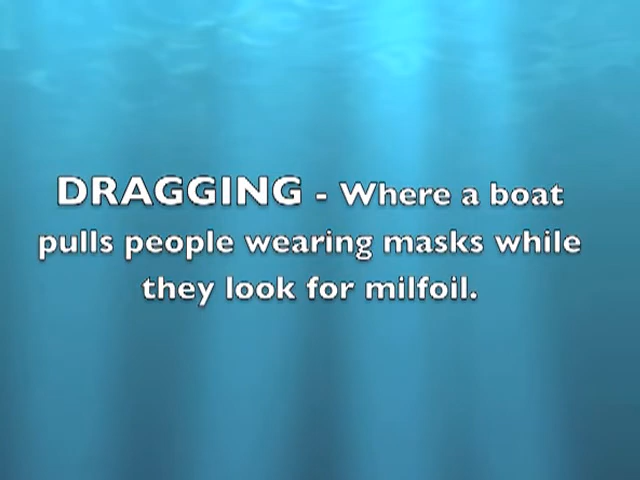 DRAGGING - Where a boat
pulls people wearing masks while
they look for milfoil.